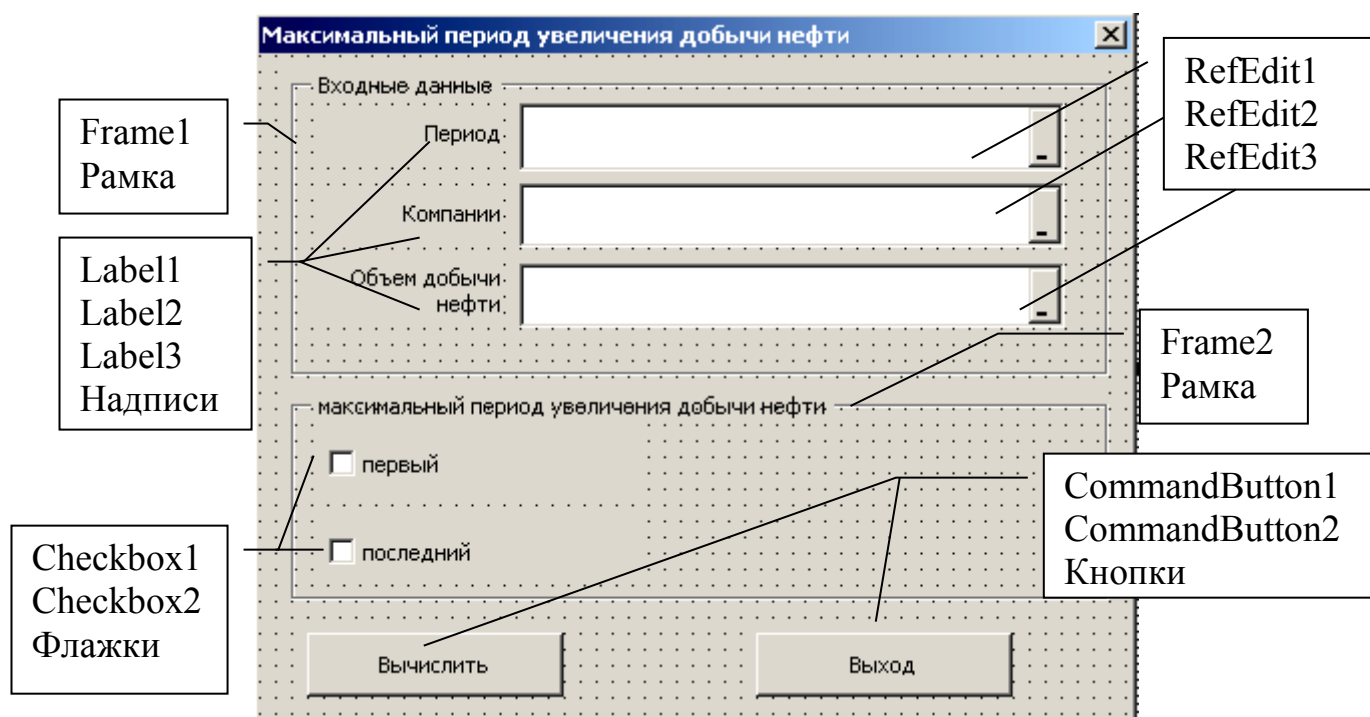 Максимальный период увеличения добычи нефти
Входные данные
Период
Компании
Объем добычи
нефти
максимальный период увеличения добычи нефти
первый
последний
Вычислить
Выход
Frame1
Рамка
Label1
Label2
Label3
Надписи
Checkbox1
Checkbox2
Флажки
RefEdit1
RefEdit2
RefEdit3
Frame2
Рамка
CommandButton1
CommandButton2
Кнопки